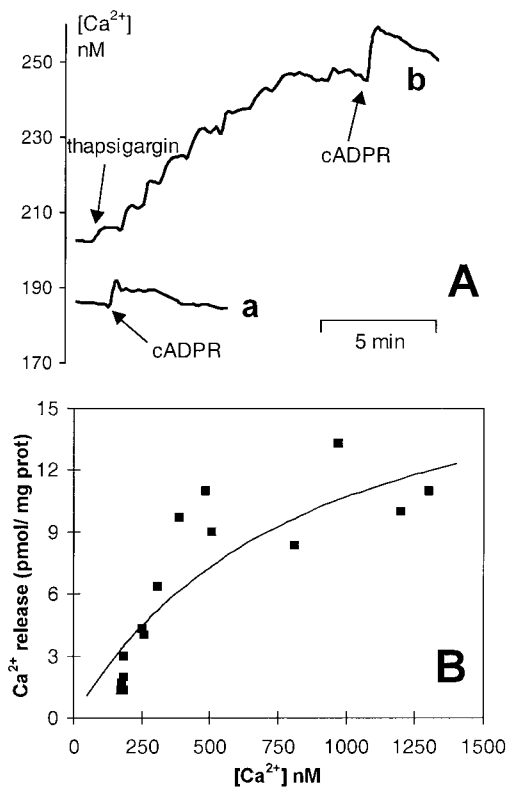 [Ca²⁺]
nM
250
b
230
thapsigargin
cADPR
210
A
190
a
5 min
cADPR
170
15
12
9
6
3
0
Ca²⁺ release (pmol/ mg prot)
B
0 250 500 750 1000 1250 1500
[Ca²⁺] nM